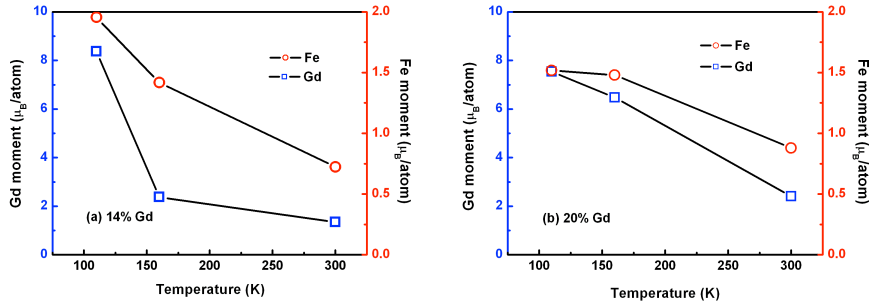 10
8
6
4
2
0
Gd moment (μB/atom)
2.0
1.5
1.0
0.5
0.0
Fe moment (μB/atom)
Fe
Gd
(a) 14% Gd
100 150 200 250 300
Temperature (K)
10
8
6
4
2
0
Gd moment (μB/atom)
2.0
1.5
1.0
0.5
0.0
Fe moment (μB/atom)
Fe
Gd
(b) 20% Gd
100 150 200 250 300
Temperature (K)